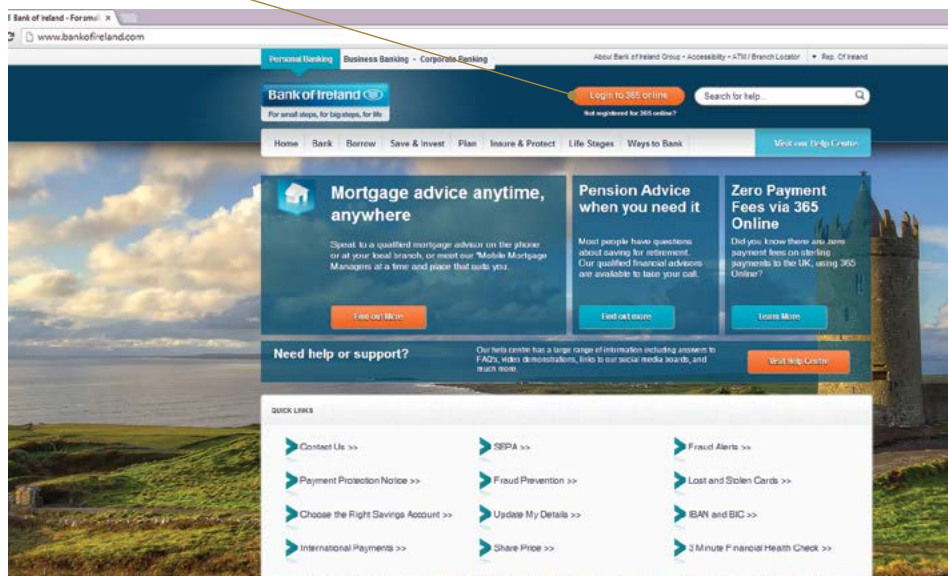 Bank of Ireland - For smal
www.bankofireland.com
Personal Banking Business Banking - Corporate Banking
About Bank of Ireland Group • Accessibility • ATM / Branch Locator Rep. Of Ireland
Bank of Ireland
For small steps, for big steps, for life
Login to 365 online
Search for help...
Not registered for 365 online?
Home Bank Borrow Save & Invest Plan Insure & Protect Life Stages Ways to Bank Visit our Help Centre
Mortgage advice anytime,
anywhere
Speak to a qualified mortgage advisor on the phone
or at your local branch, or meet our *Mobile Mortgage
Managers at a time and place that suits you.
Find out More
Pension Advice
when you need it
Most people have questions
about saving for retirement.
Our qualified financial advisors
are available to take your call.
Find out more
Zero Payment
Fees via 365
Online
Did you know there are zero
payment fees on sterling
payments to the UK, using 365
Online?
Learn More
Need help or support?
Our help centre has a large range of information including answers to
FAQ's, video demonstrations, links to our social media boards, and
much more.
Visit Help Centre
QUICK LINKS
Contact Us >> SEPA >> Fraud Alerts >>
Payment Protection Notice >> Fraud Prevention >> Lost and Stolen Cards >>
Choose the Right Savings Account >> Update My Details >> IBAN and BIC >>
International Payments >> Share Price >> 3 Minute Financial Health Check >>